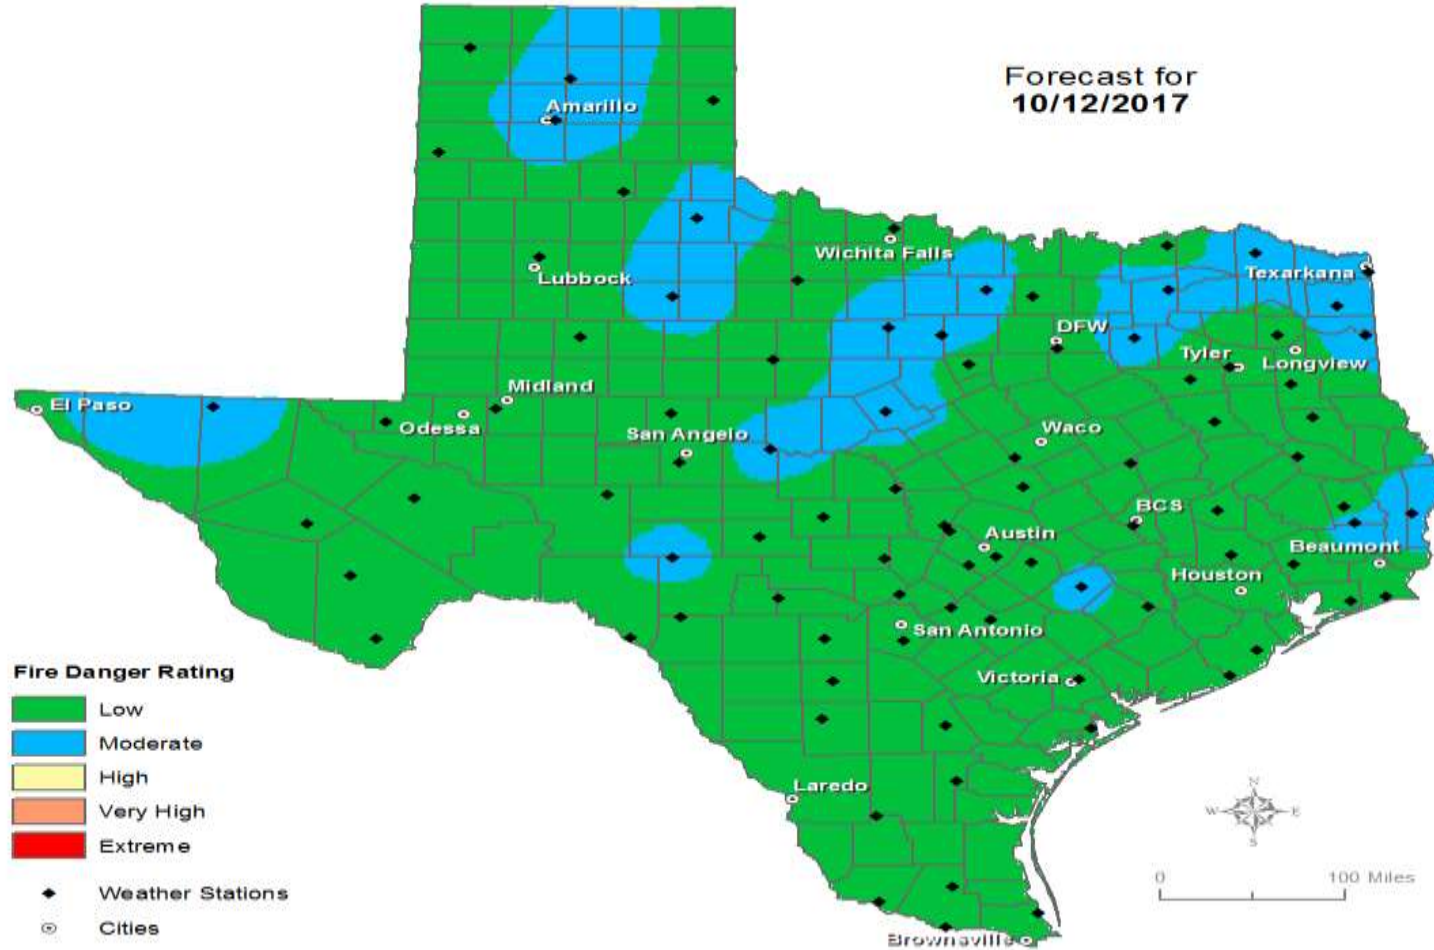 Forecast for
10/12/2017
Amarillo
Wichita Falls
Texarkana
Lubbock
DFW
Tyler
Longview
Midland
El Paso
Odessa
San Angelo
Waco
BCS
Austin
Beaumont
Houston
San Antonio
Victoria
Laredo
Brownsville
Fire Danger Rating
Low
Moderate
High
Very High
Extreme
Weather Stations
Cities
N
W E
S
0 100 Miles